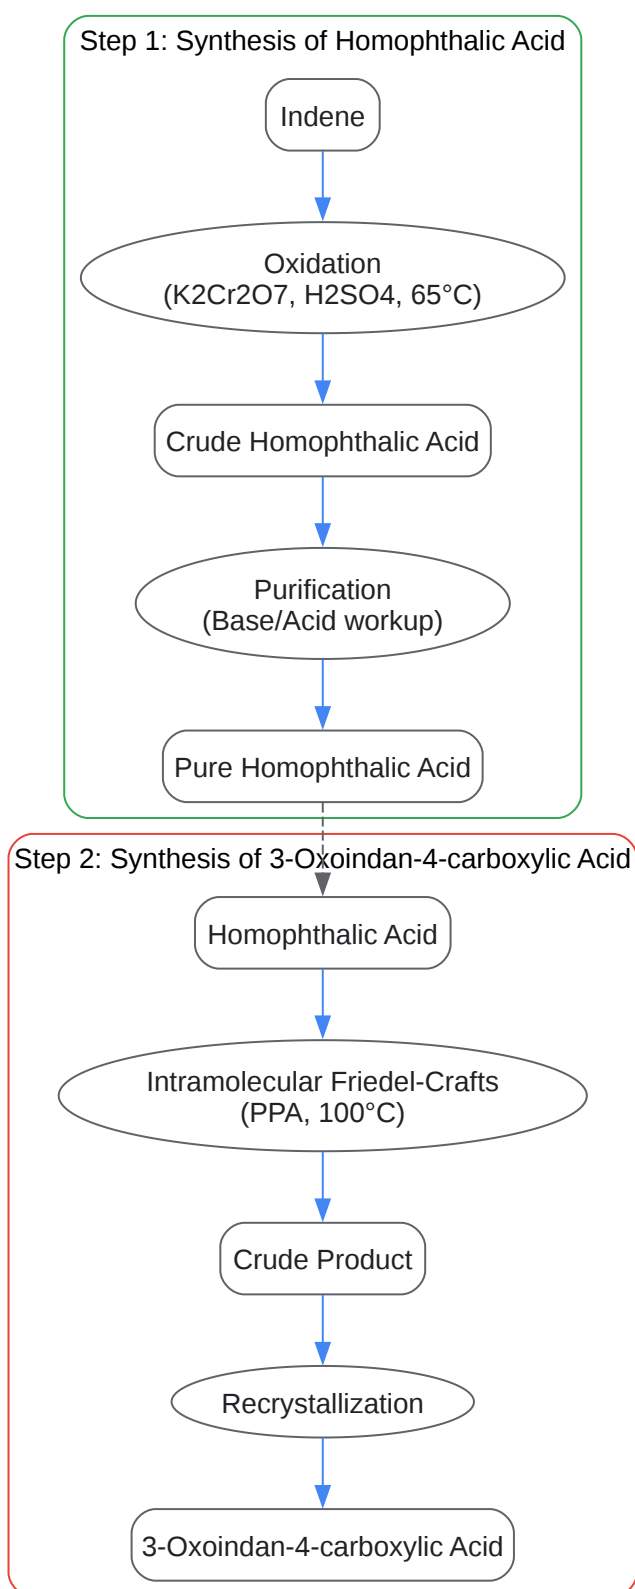 Step 1: Synthesis of Homophthalic Acid
Indene
Oxidation
(K2Cr2O7, H2SO4, 65°C)
Crude Homophthalic Acid
Purification
(Base/Acid workup)
Pure Homophthalic Acid
Step 2: Synthesis of 3-Oxoindan-4-carboxylic Acid
Homophthalic Acid
Intramolecular Friedel-Crafts
(PPA, 100°C)
Crude Product
Recrystallization
3-Oxoindan-4-carboxylic Acid